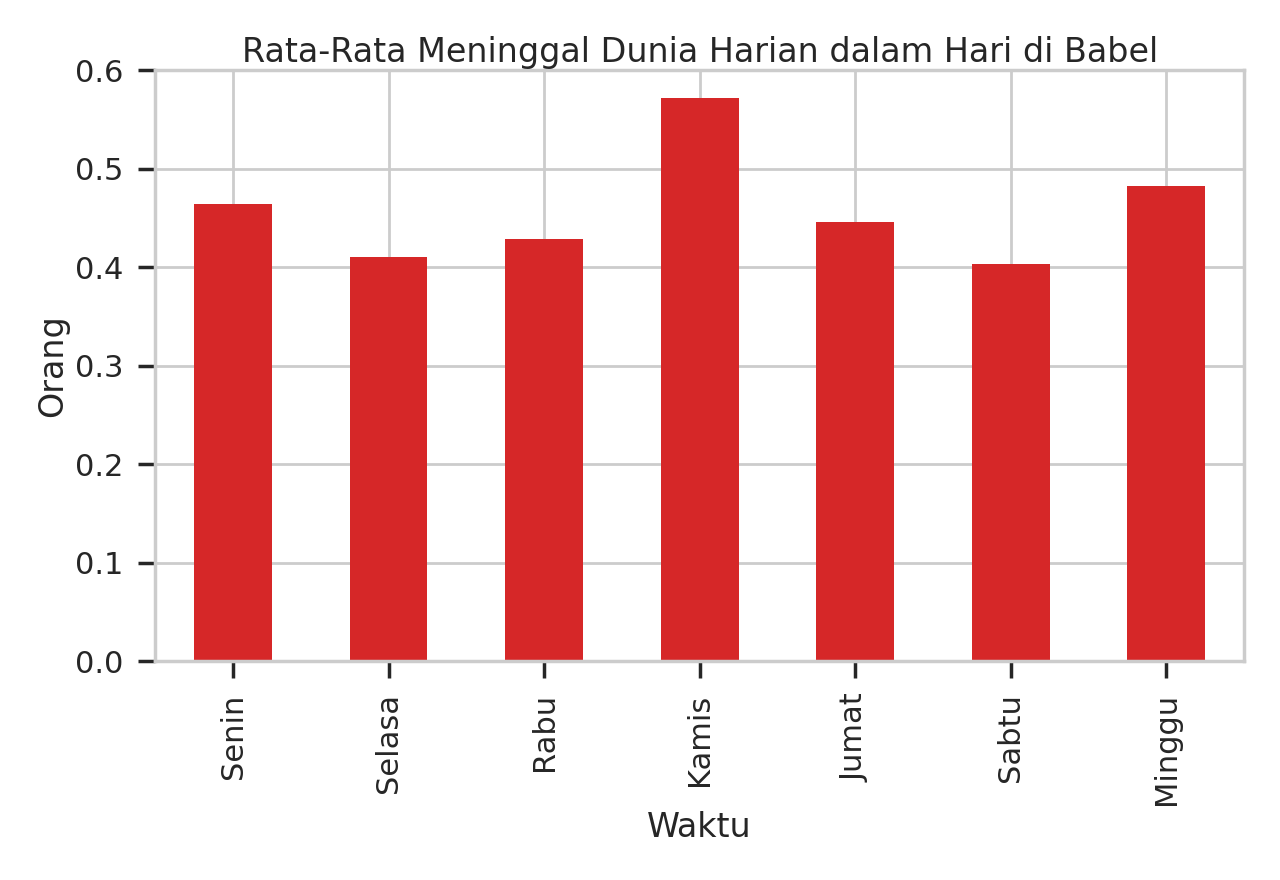 Rata-Rata Meninggal Dunia Harian dalam Hari di Babel
0.6
0.5
0.4
0.3
0.2
0.1
0.0
Orang
Senin
Selasa
Rabu
Kamis
Jumat
Sabtu
Minggu
Waktu